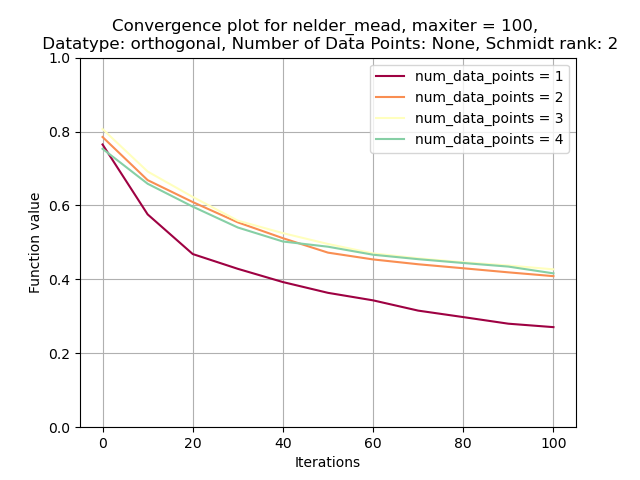 Convergence plot for nelder_mead, maxiter = 100,
Datatype: orthogonal, Number of Data Points: None, Schmidt rank: 2
1.0
0.8
0.6
0.4
0.2
0.0
Function value
num_data_points = 1
num_data_points = 2
num_data_points = 3
num_data_points = 4
0 20 40 60 80 100
Iterations